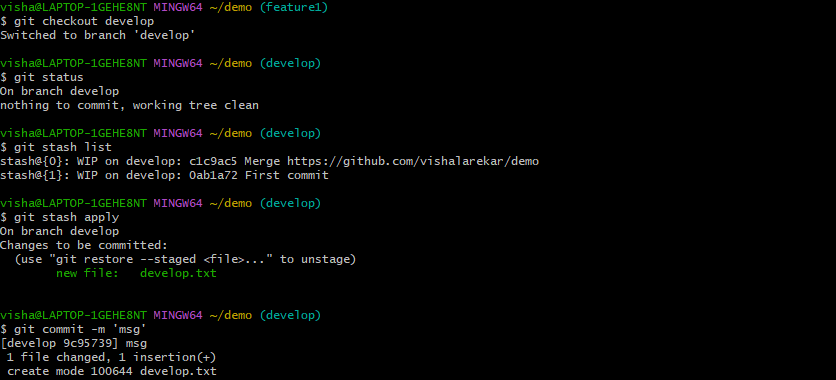 visha@LAPTOP-1GEHE8NT MINGW64 ~/demo (feature1)
$ git checkout develop
Switched to branch 'develop'
visha@LAPTOP-1GEHE8NT MINGW64 ~/demo (develop)
$ git status
On branch develop
nothing to commit, working tree clean
visha@LAPTOP-1GEHE8NT MINGW64 ~/demo (develop)
$ git stash list
stash@{0}: WIP on develop: c1c9ac5 Merge https://github.com/vishalarekar/demo
stash@{1}: WIP on develop: 0ab1a72 First commit
visha@LAPTOP-1GEHE8NT MINGW64 ~/demo (develop)
$ git stash apply
On branch develop
Changes to be committed:
  (use "git restore --staged <file>..." to unstage)
        new file:   develop.txt
visha@LAPTOP-1GEHE8NT MINGW64 ~/demo (develop)
$ git commit -m 'msg'
[develop 9c95739] msg
 1 file changed, 1 insertion(+)
 create mode 100644 develop.txt